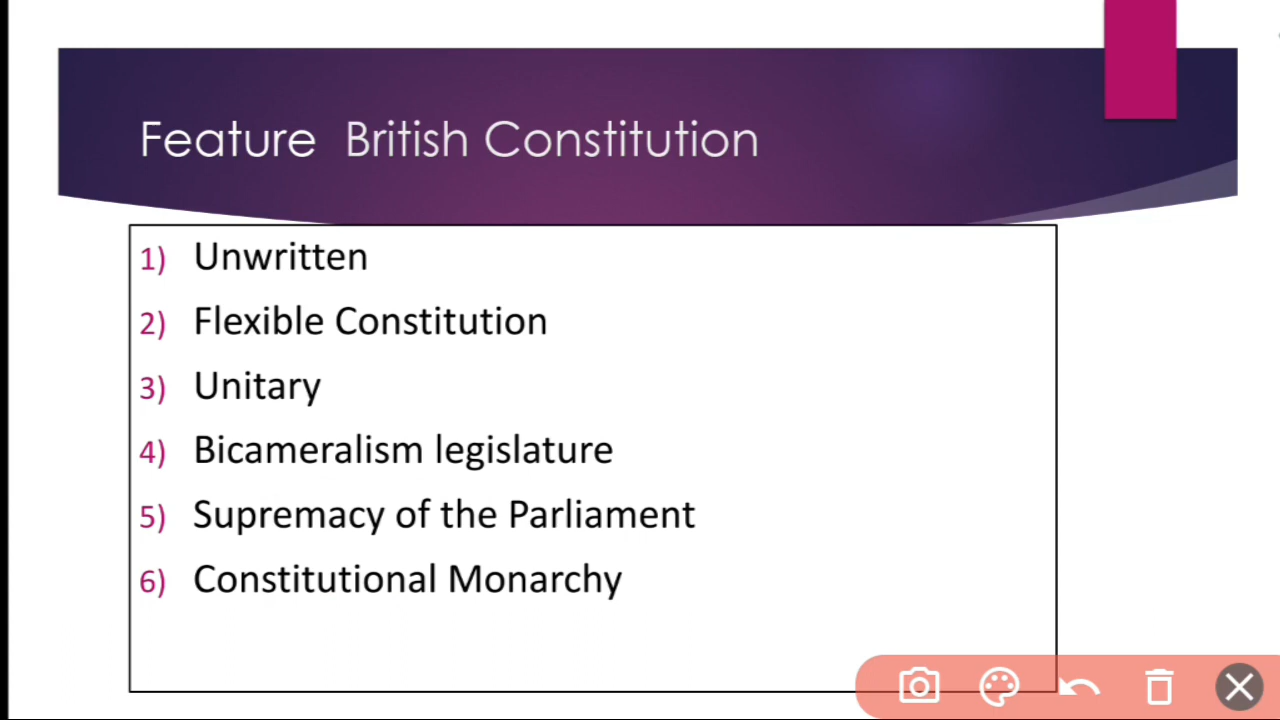 Feature  British Constitution
1) Unwritten
2) Flexible Constitution
3) Unitary
4) Bicameralism legislature
5) Supremacy of the Parliament
6) Constitutional Monarchy